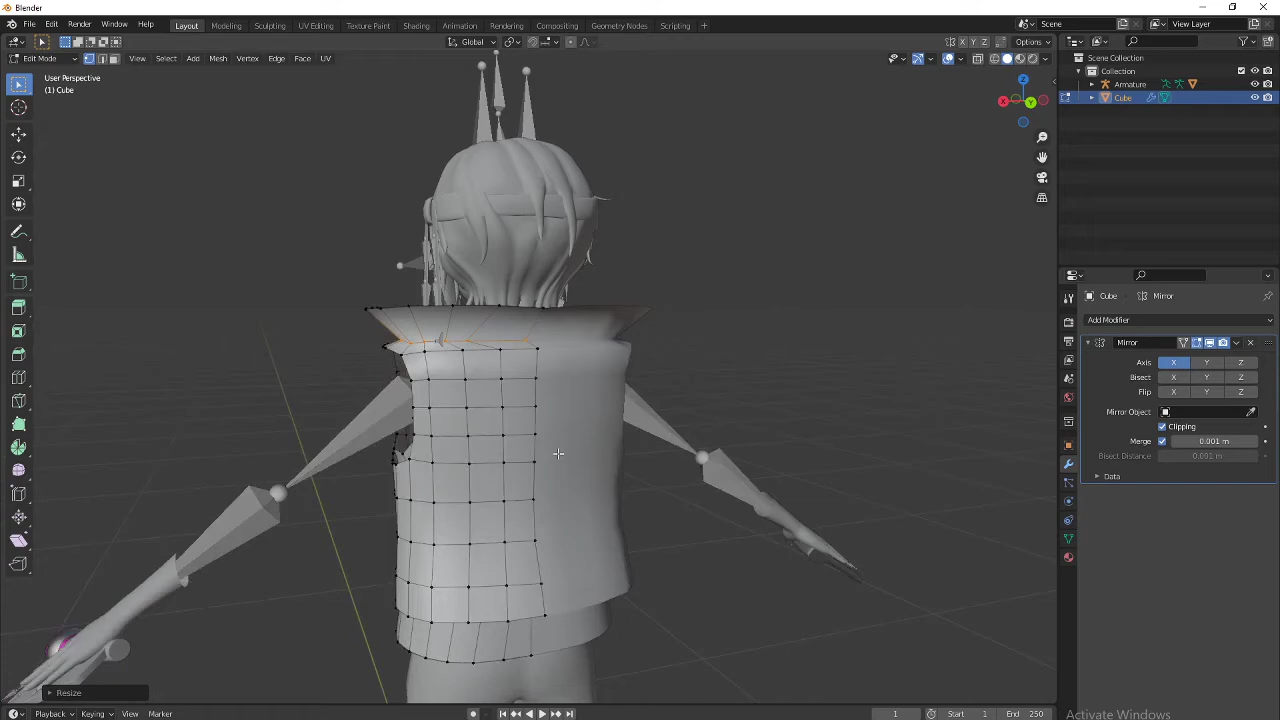 Blender
File Edit Render Window Help Layout Modeling Sculpting UV Editing Texture Paint Shading Animation Rendering Compositing Geometry Nodes Scripting + Scene View Layer
Global X Y Z Options
Edit Mode View Select Add Mesh Vertex Edge Face UV
User Perspective
(1) Cube
Z
X
Y
Scene Collection
Collection
Armature
Cube
Cube Mirror
Add Modifier
Mirror
Axis X Y Z
Bisect X Y Z
Flip X Y Z
Mirror Object
Clipping
Merge 0.001 m
Bisect Distance 0.001 m
Data
Resize
Playback Keying View Marker 1 Start 1 End 250
Activate Windows